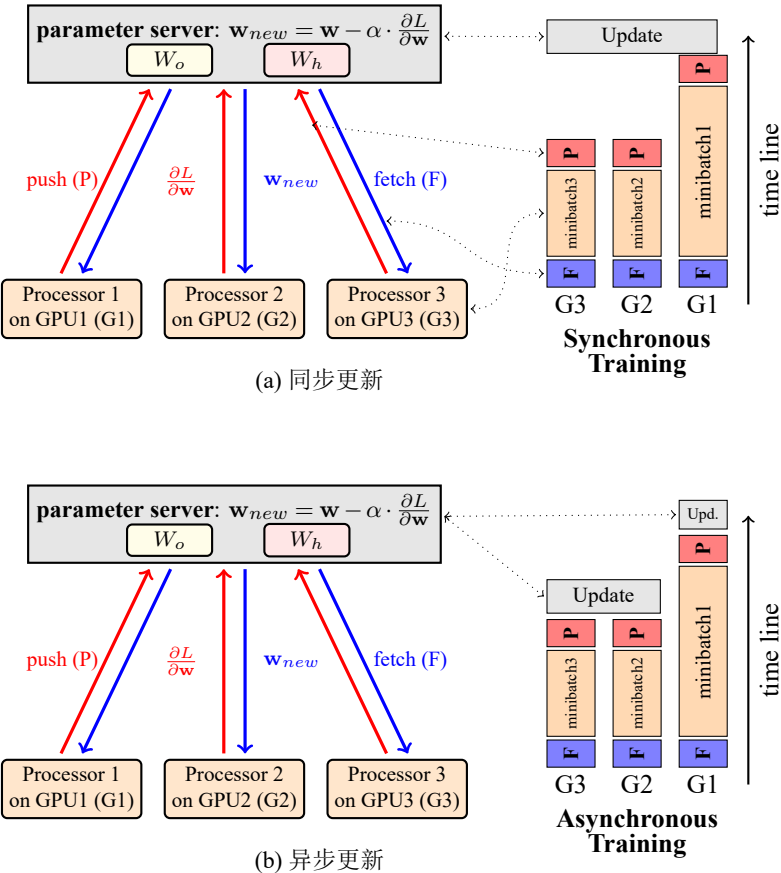 parameter server: w_new = w − α · ∂L/∂w
W_o
W_h
push (P)
∂L/∂w
w_new
fetch (F)
Processor 1
on GPU1 (G1)
Processor 2
on GPU2 (G2)
Processor 3
on GPU3 (G3)
Update
P
minibatch1
F
P
minibatch3
F
P
minibatch2
F
G3
G2
G1
time line
Synchronous
Training
(a) 同步更新
parameter server: w_new = w − α · ∂L/∂w
W_o
W_h
push (P)
∂L/∂w
w_new
fetch (F)
Processor 1
on GPU1 (G1)
Processor 2
on GPU2 (G2)
Processor 3
on GPU3 (G3)
Upd.
P
minibatch1
F
Update
P
minibatch3
F
P
minibatch2
F
G3
G2
G1
time line
Asynchronous
Training
(b) 异步更新